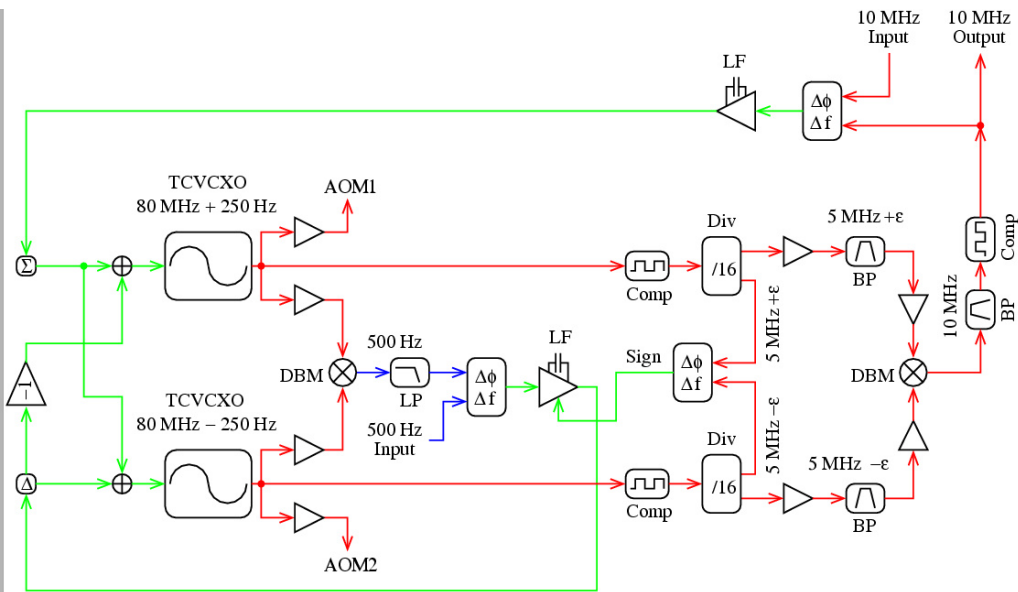 10 MHz
Input
10 MHz
Output
LF
Δϕ
Δf
TCVCXO
80 MHz + 250 Hz
AOM1
Σ
Div
/16
Comp
5 MHz +ε
BP
Comp
BP
10 MHz
5 MHz +ε
−1
DBM
500 Hz
LP
500 Hz
Input
Δϕ
Δf
LF
Sign
Δϕ
Δf
DBM
5 MHz −ε
TCVCXO
80 MHz − 250 Hz
Δ
Div
/16
Comp
5 MHz −ε
BP
AOM2